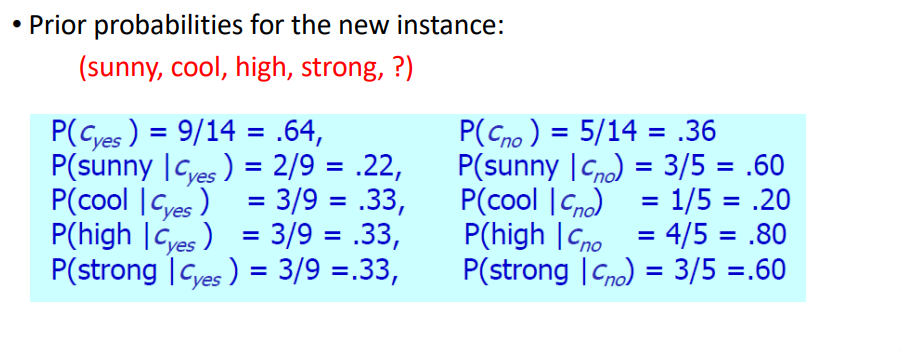 • Prior probabilities for the new instance:
(sunny, cool, high, strong, ?)
P(cyes ) = 9/14 = .64, P(cno ) = 5/14 = .36
P(sunny |cyes ) = 2/9 = .22, P(sunny |cno) = 3/5 = .60
P(cool |cyes ) = 3/9 = .33, P(cool |cno) = 1/5 = .20
P(high |cyes ) = 3/9 = .33, P(high |cno = 4/5 = .80
P(strong |cyes ) = 3/9 =.33, P(strong |cno) = 3/5 =.60